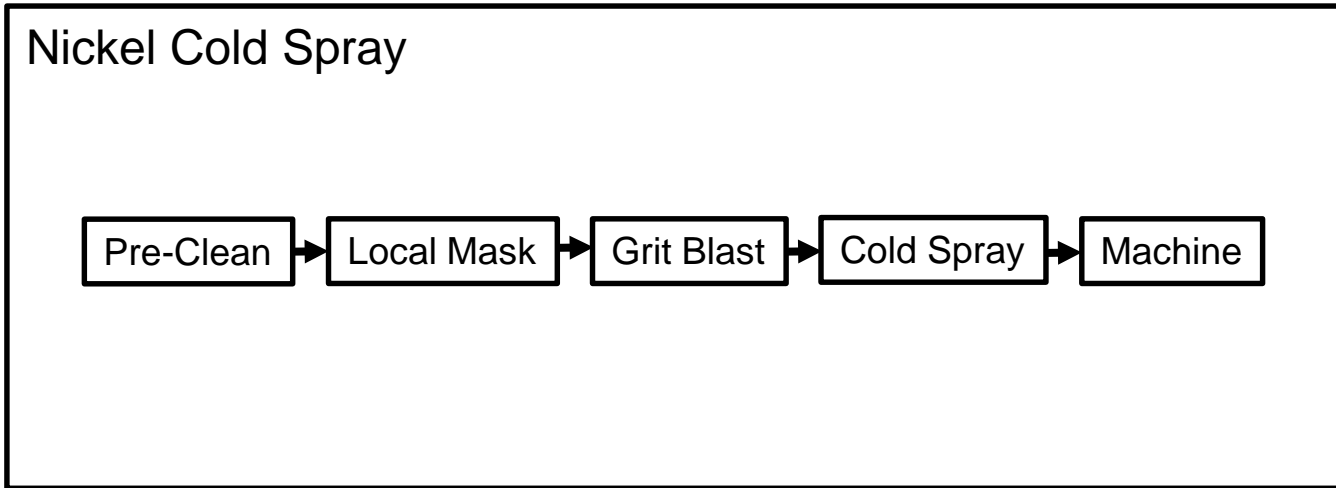 Nickel Cold Spray
Pre-Clean
Local Mask
Grit Blast
Cold Spray
Machine